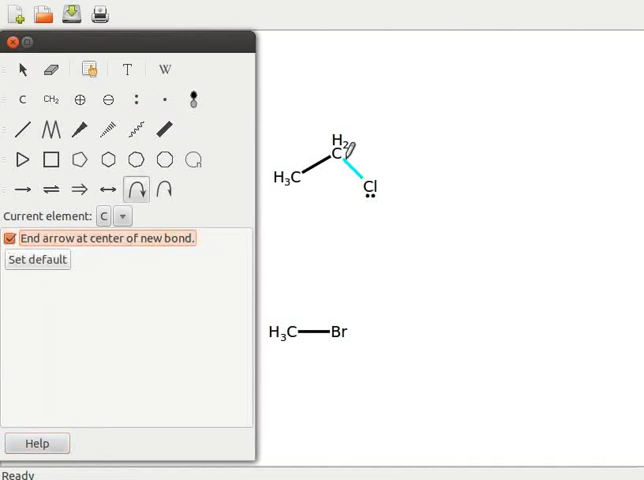 T W
C CH2
H2
C
H3C
Cl
Current element: C
End arrow at center of new bond.
Set default
H3C Br
Help
Ready